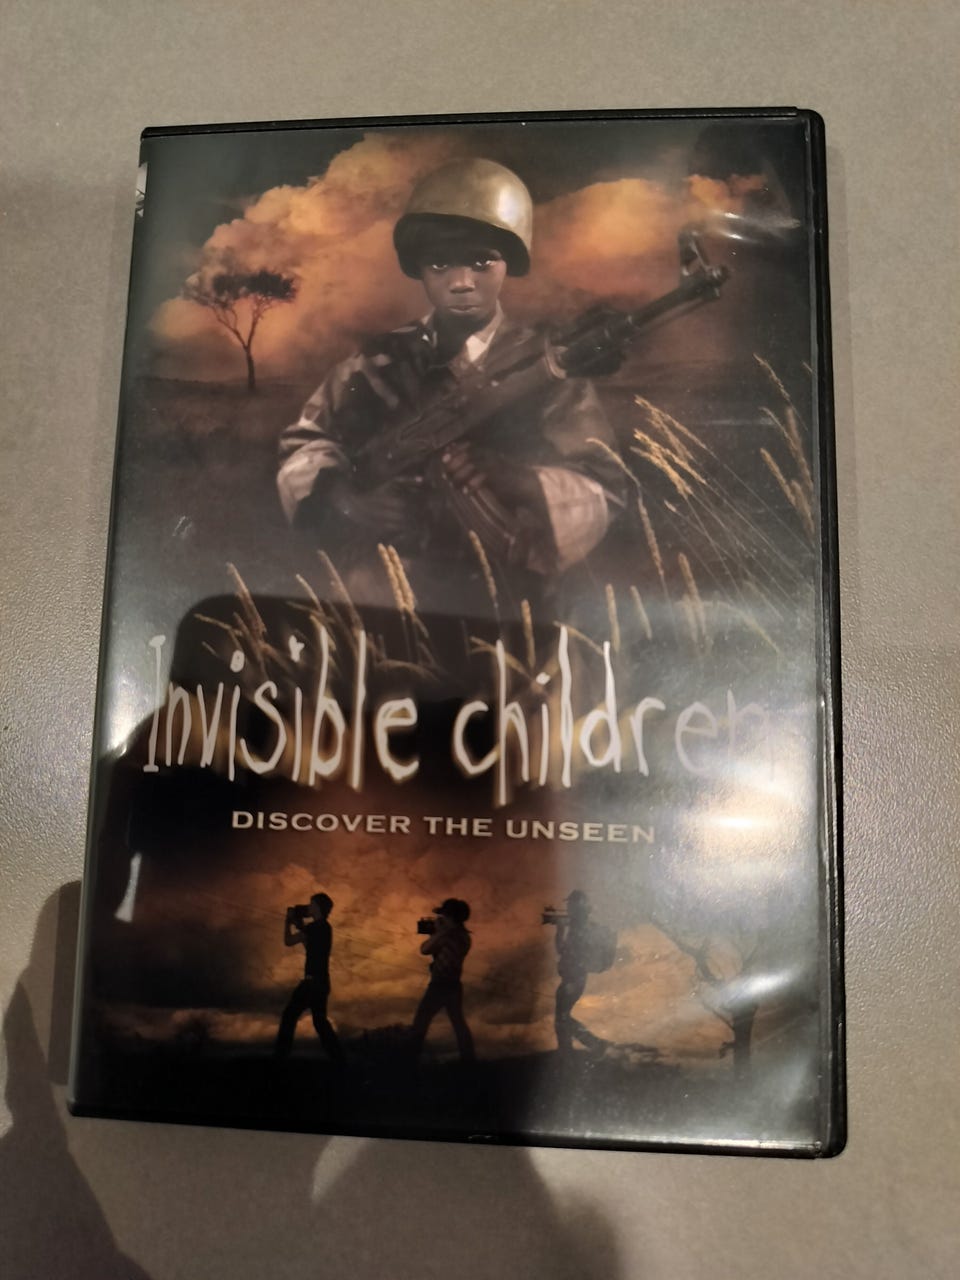 Invisible children
DISCOVER THE UNSEEN